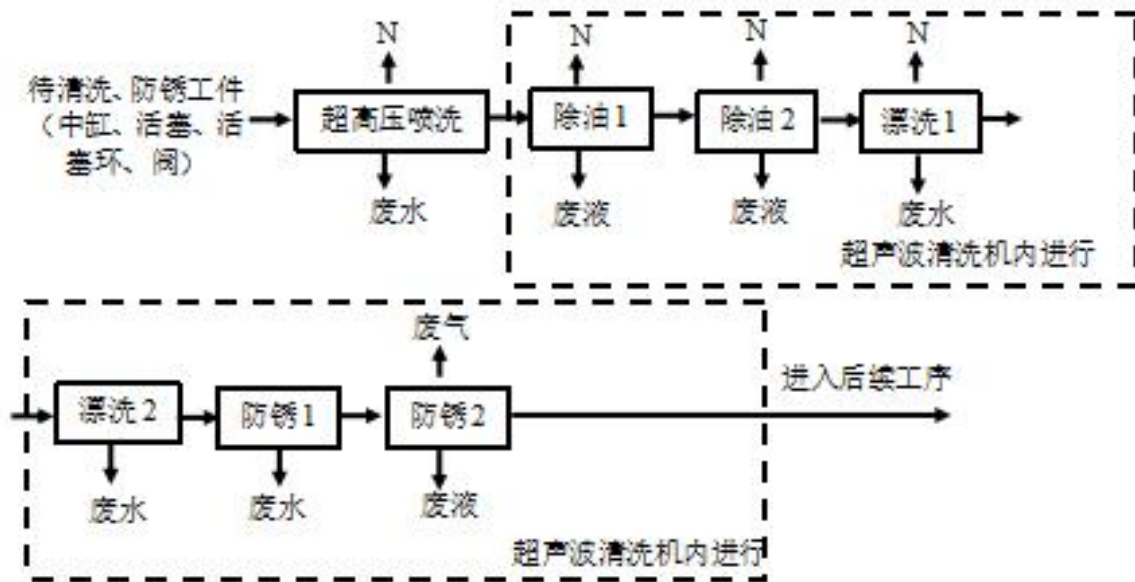 N
N
N
N
待清洗、防锈工件
（中缸、活塞、活
塞环、阀）
超高压喷洗
除油1
除油2
漂洗1
废水
废液
废液
废水
超声波清洗机内进行
废气
进入后续工序
漂洗2
防锈1
防锈2
废水
废水
废液
超声波清洗机内进行